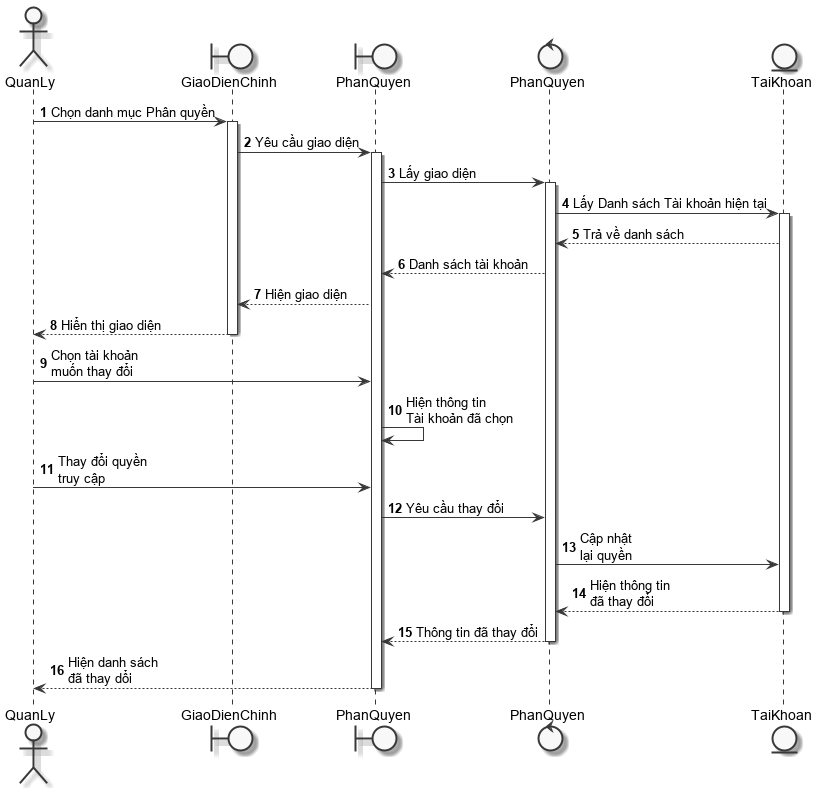 QuanLy
GiaoDienChinh
PhanQuyen
PhanQuyen
TaiKhoan
1 Chọn danh mục Phân quyền
2 Yêu cầu giao diện
3 Lấy giao diện
4 Lấy Danh sách Tài khoản hiện tại
5 Trả về danh sách
6 Danh sách tài khoản
7 Hiện giao diện
8 Hiển thị giao diện
9 Chọn tài khoản
muốn thay đổi
10 Hiện thông tin
Tài khoản đã chọn
11 Thay đổi quyền
truy cập
12 Yêu cầu thay đổi
13 Cập nhật
lại quyền
14 Hiện thông tin
đã thay đổi
15 Thông tin đã thay đổi
16 Hiện danh sách
đã thay dổi
QuanLy
GiaoDienChinh
PhanQuyen
PhanQuyen
TaiKhoan